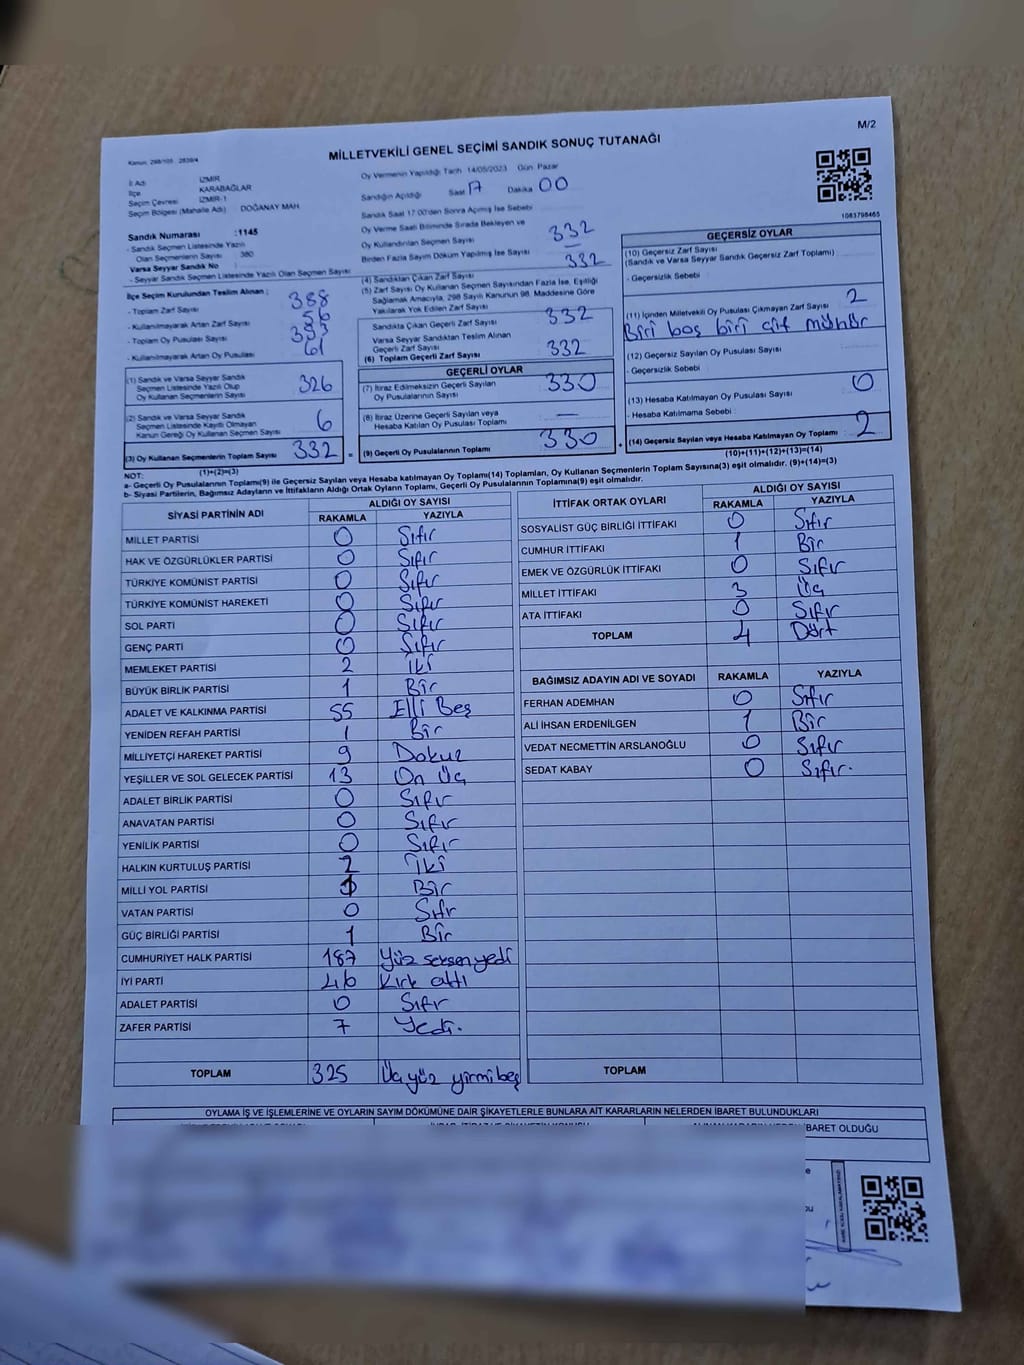 M/2
Kanun: 298/105 2839/4
MİLLETVEKİLİ GENEL SEÇİMİ SANDIK SONUÇ TUTANAĞI
İl Adı İZMİR
İlçe KARABAĞLAR
Seçim Çevresi İZMİR-1
Seçim Bölgesi (Mahalle Adı) DOĞANAY MAH.
Sandık Numarası :1145
- Sandık Seçmen Listesinde Yazılı
Olan Seçmenlerin Sayısı 380
Varsa Seyyar Sandık No
- Seyyar Sandık Seçmen Listesinde Yazılı Olan Seçmen Sayısı
Oy Vermenin Yapıldığı Tarih 14/05/2023 Gün Pazar
Sandığın Açıldığı Saat 17 Dakika 00
Sandık Saat 17:00'den Sonra Açımış İse Sebebi
Oy Verme Saati Bitiminde Sırada Bekleyen ve
Oy Kullandırılan Seçmen Sayısı 332
Birden Fazla Sayım Döküm Yapılmış İse Sayısı
1083798465
İlçe Seçim Kurulundan Teslim Alınan :
- Toplam Zarf Sayısı 388
- Kullanılmayarak Artan Zarf Sayısı 56
- Toplam Oy Pusulası Sayısı 393
- Kullanılmayarak Artan Oy Pusulası 61
(1) Sandık ve Varsa Seyyar Sandık
Seçmen Listesinde Yazılı Olup
Oy Kullanan Seçmenlerin Sayısı 326
(2) Sandık ve Varsa Seyyar Sandık
Seçmen Listesinde Kayıtlı Olmayan
Kanun Gereği Oy Kullanan Seçmen Sayısı 6
(3) Oy Kullanan Seçmenlerin Toplam Sayısı 332 =
(1)+(2)=(3)
(4) Sandıktan Çıkan Zarf Sayısı 332
(5) Zarf Sayısı Oy Kullanan Seçmen Sayısından Fazla İse, Eşitliği
Sağlamak Amacıyla, 298 Sayılı Kanunun 98. Maddesine Göre
Yakılarak Yok Edilen Zarf Sayısı
Sandıkta Çıkan Geçerli Zarf Sayısı 332
Varsa Seyyar Sandıktan Teslim Alınan
Geçerli Zarf Sayısı
(6) Toplam Geçerli Zarf Sayısı 332
GEÇERLİ OYLAR
(7) İtiraz Edilmeksizin Geçerli Sayılan
Oy Pusulalarının Sayısı 330
(8) İtiraz Üzerine Geçerli Sayılan veya
Hesaba Katılan Oy Pusulası Toplamı —
(9) Geçerli Oy Pusulalarının Toplamı 330 +
GEÇERSİZ OYLAR
(10) Geçersiz Zarf Sayısı
(Sandık ve Varsa Seyyar Sandık Geçersiz Zarf Toplamı)
- Geçersizlik Sebebi
(11) İçinden Milletvekili Oy Pusulası Çıkmayan Zarf Sayısı 2
Biri boş biri çift mühür
(12) Geçersiz Sayılan Oy Pusulası Sayısı
- Geçersizlik Sebebi
(13) Hesaba Katılmayan Oy Pusulası Sayısı 0
- Hesaba Katılmama Sebebi :
(14) Geçersiz Sayılan veya Hesaba Katılmayan Oy Toplamı 2
(10)+(11)+(12)+(13)=(14)
NOT:
a- Geçerli Oy Pusulalarının Toplamı(9) ile Geçersiz Sayılan veya Hesaba katılmayan Oy Toplamı(14) Toplamları, Oy Kullanan Seçmenlerin Toplam Sayısına(3) eşit olmalıdır. (9)+(14)=(3)
b- Siyasi Partilerin, Bağımsız Adayların ve İttifakların Aldığı Ortak Oyların Toplamı, Geçerli Oy Pusulalarının Toplamına(9) eşit olmalıdır.
SİYASİ PARTİNİN ADI ALDIĞI OY SAYISI
RAKAMLA YAZIYLA
MİLLET PARTİSİ 0 Sıfır
HAK VE ÖZGÜRLÜKLER PARTİSİ 0 Sıfır
TÜRKİYE KOMÜNİST PARTİSİ 0 Sıfır
TÜRKİYE KOMÜNİST HAREKETİ 0 Sıfır
SOL PARTİ 0 Sıfır
GENÇ PARTİ 0 Sıfır
MEMLEKET PARTİSİ 2 iki
BÜYÜK BİRLİK PARTİSİ 1 Bir
ADALET VE KALKINMA PARTİSİ 55 Elli Beş
YENİDEN REFAH PARTİSİ 1 Bir
MİLLİYETÇİ HAREKET PARTİSİ 9 Dokuz
YEŞİLLER VE SOL GELECEK PARTİSİ 13 On Üç
ADALET BİRLİK PARTİSİ 0 Sıfır
ANAVATAN PARTİSİ 0 Sıfır
YENİLİK PARTİSİ 0 Sıfır
HALKIN KURTULUŞ PARTİSİ 2 iki
MİLLİ YOL PARTİSİ 1 Bir
VATAN PARTİSİ 0 Sıfır
GÜÇ BİRLİĞİ PARTİSİ 1 Bir
CUMHURİYET HALK PARTİSİ 187 Yüz seksen yedi
İYİ PARTİ 46 Kırk altı
ADALET PARTİSİ 0 Sıfır
ZAFER PARTİSİ 7 Yedi.
TOPLAM 325 Üç yüz yirmi beş
İTTİFAK ORTAK OYLARI ALDIĞI OY SAYISI
RAKAMLA YAZIYLA
SOSYALİST GÜÇ BİRLİĞİ İTTİFAKI 0 Sıfır
CUMHUR İTTİFAKI 1 Bir
EMEK VE ÖZGÜRLÜK İTTİFAKI 0 Sıfır
MİLLET İTTİFAKI 3 Üç
ATA İTTİFAKI 0 Sıfır
TOPLAM 4 Dört
BAĞIMSIZ ADAYIN ADI VE SOYADI RAKAMLA YAZIYLA
FERHAN ADEMHAN 0 Sıfır
ALİ İHSAN ERDENİLGEN 1 Bir
VEDAT NECMETTİN ARSLANOĞLU 0 Sıfır
SEDAT KABAY 0 Sıfır.
TOPLAM
OYLAMA İŞ VE İŞLEMLERİNE VE OYLARIN SAYIM DÖKÜMÜNE DAİR ŞİKAYETLERLE BUNLARA AİT KARARLARIN NELERDEN İBARET BULUNDUKLARI
İBARET OLDUĞU